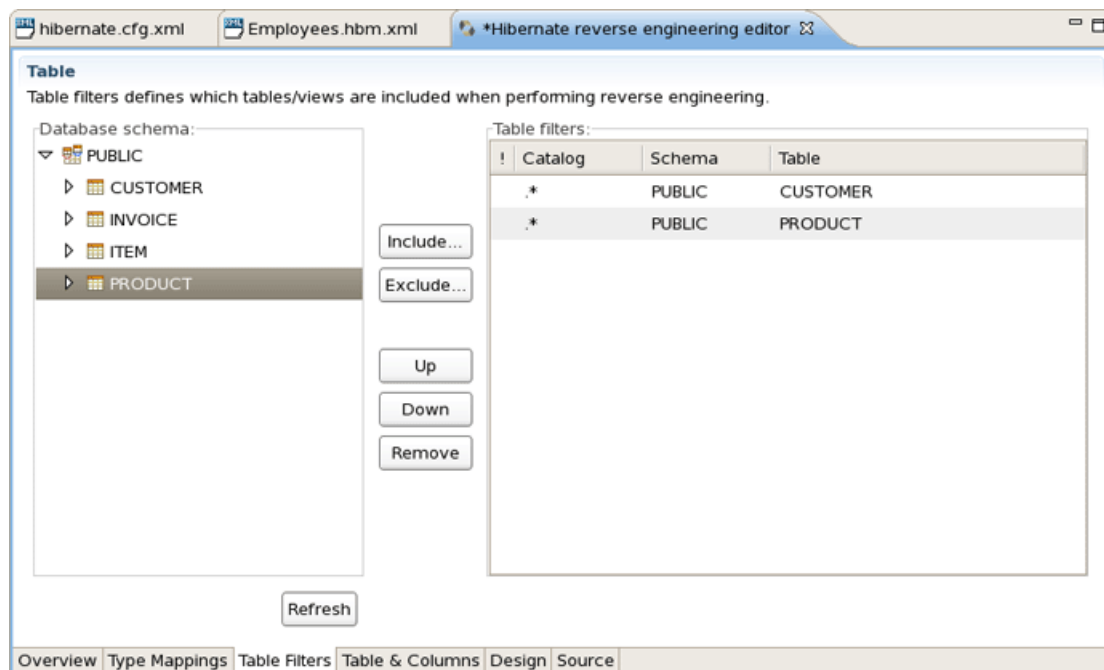 hibernate.cfg.xml Employees.hbm.xml *Hibernate reverse engineering editor
Table
Table filters defines which tables/views are included when performing reverse engineering.
Database schema:
PUBLIC
CUSTOMER
INVOICE
ITEM
PRODUCT
Include...
Exclude...
Up
Down
Remove
Table filters:
! Catalog Schema Table
.* PUBLIC CUSTOMER
.* PUBLIC PRODUCT
Refresh
Overview Type Mappings Table Filters Table & Columns Design Source